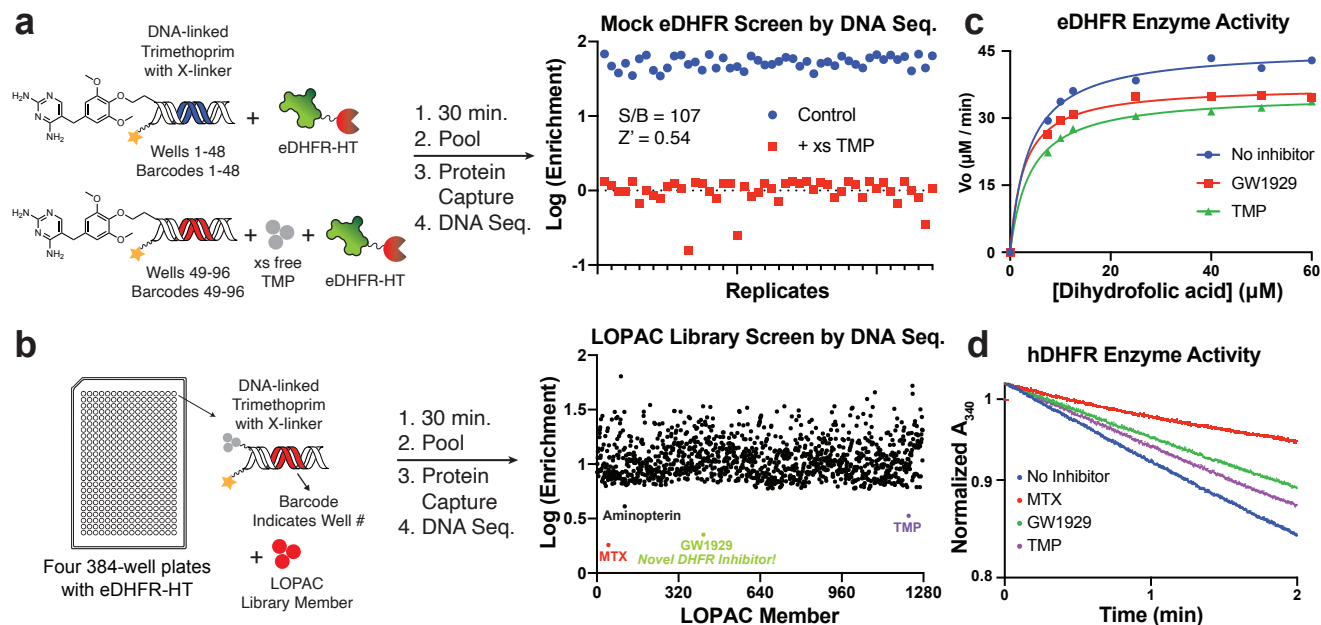 a
DNA-linked
Trimethoprim
with X-linker
H2N
N
N
NH2
O
O
O
+
eDHFR-HT
Wells 1-48
Barcodes 1-48
H2N
N
N
NH2
O
O
O
+
+
xs free
TMP
eDHFR-HT
Wells 49-96
Barcodes 49-96
1. 30 min.
2. Pool
3. Protein
Capture
4. DNA Seq.
Mock eDHFR Screen by DNA Seq.
Log (Enrichment)
2
1
0
-1
S/B = 107
Z' = 0.54
Control
+ xs TMP
Replicates
b
DNA-linked
Trimethoprim
with X-linker
Barcode
Indicates Well #
+
LOPAC
Library Member
Four 384-well plates
with eDHFR-HT
1. 30 min.
2. Pool
3. Protein
Capture
4. DNA Seq.
LOPAC Library Screen by DNA Seq.
Log (Enrichment)
2
1.5
1
0.5
0
Aminopterin
MTX
GW1929
Novel DHFR Inhibitor!
TMP
0 320 640 960 1280
LOPAC Member
c
eDHFR Enzyme Activity
Vo (µM / min)
45
30
15
0
No inhibitor
GW1929
TMP
0 20 40 60
[Dihydrofolic acid] (µM)
d
hDHFR Enzyme Activity
Normalized A340
1
0.9
0.8
No Inhibitor
MTX
GW1929
TMP
0 1 2
Time (min)